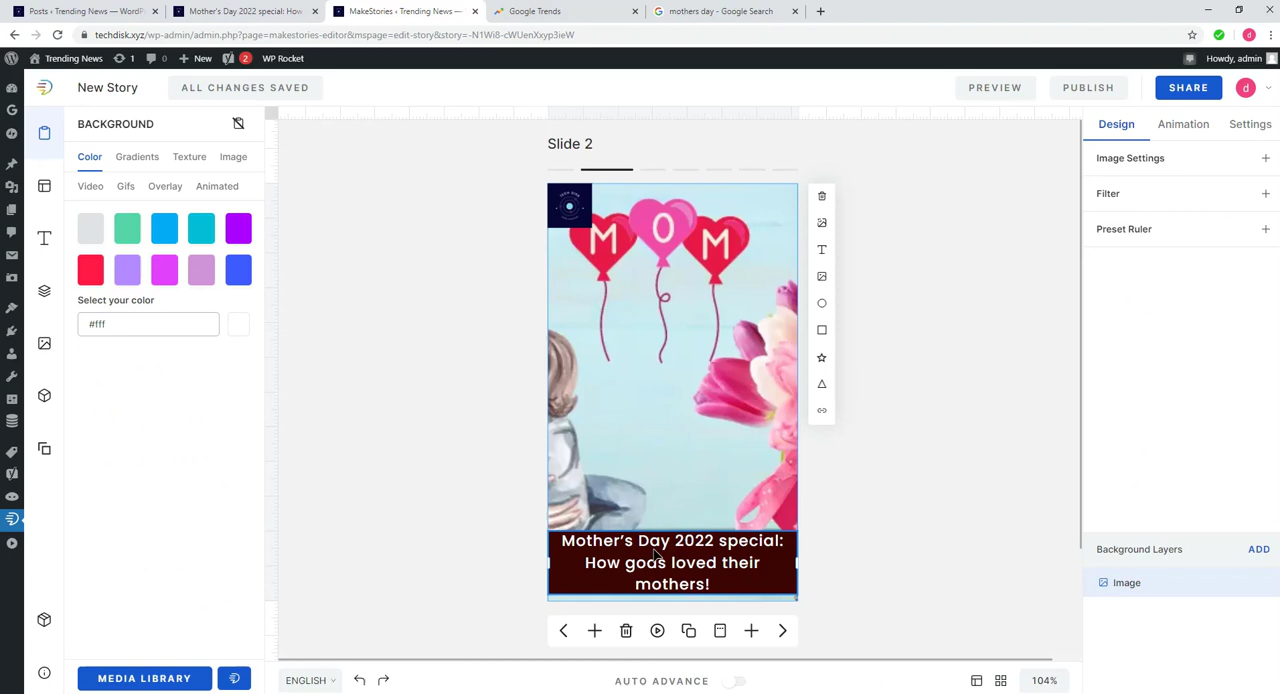 Posts ‹ Trending News — WordPr
Mother's Day 2022 special: How
MakeStories ‹ Trending News —
Google Trends
mothers day - Google Search
techdisk.xyz/wp-admin/admin.php?page=makestories-editor&mspage=edit-story&story=-N1Wi8-cWUenXxyp3ieW
Trending News
1
0
New
2
WP Rocket
Howdy, admin
New Story
ALL CHANGES SAVED
PREVIEW
PUBLISH
SHARE
d
BACKGROUND
Color
Gradients
Texture
Image
Video
Gifs
Overlay
Animated
Select your color
#fff
MEDIA LIBRARY
Slide 2
MOM
Mother's Day 2022 special:
How gods loved their
mothers!
ENGLISH
AUTO ADVANCE
104%
Design
Animation
Settings
Image Settings
Filter
Preset Ruler
Background Layers
ADD
Image